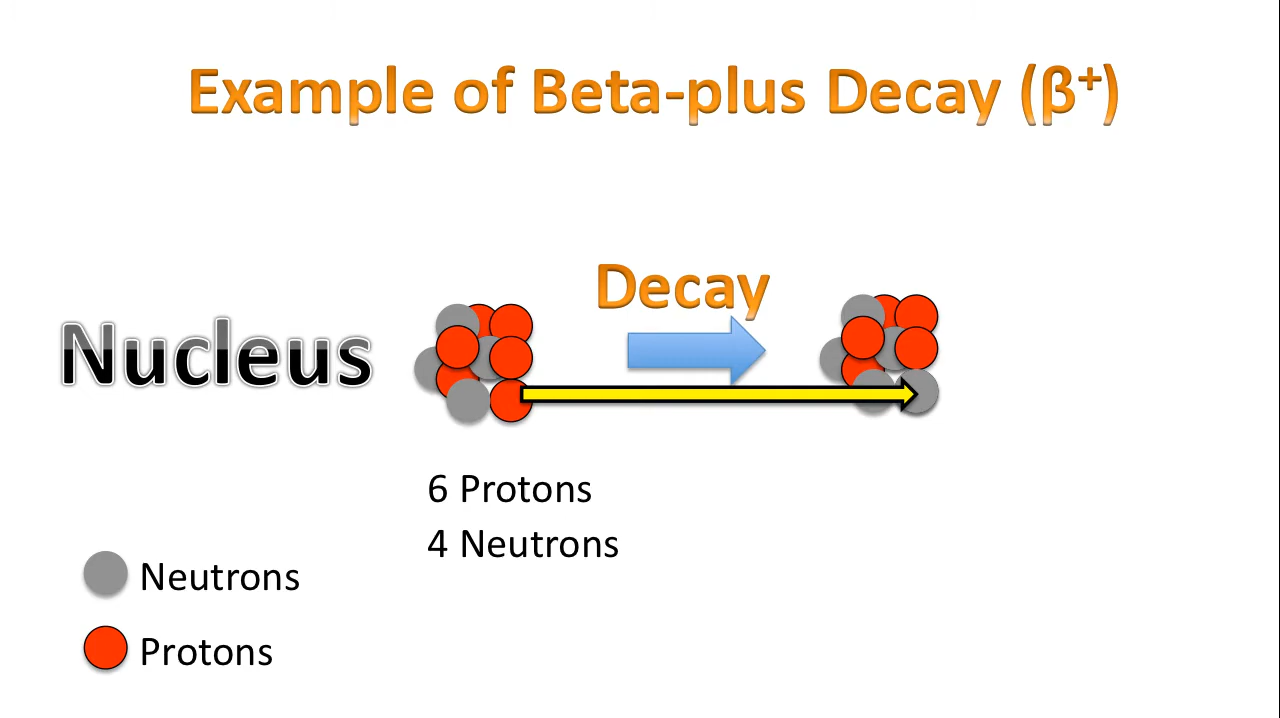 Example of Beta-plus Decay (β⁺)
Decay
Nucleus
6 Protons
4 Neutrons
Neutrons
Protons